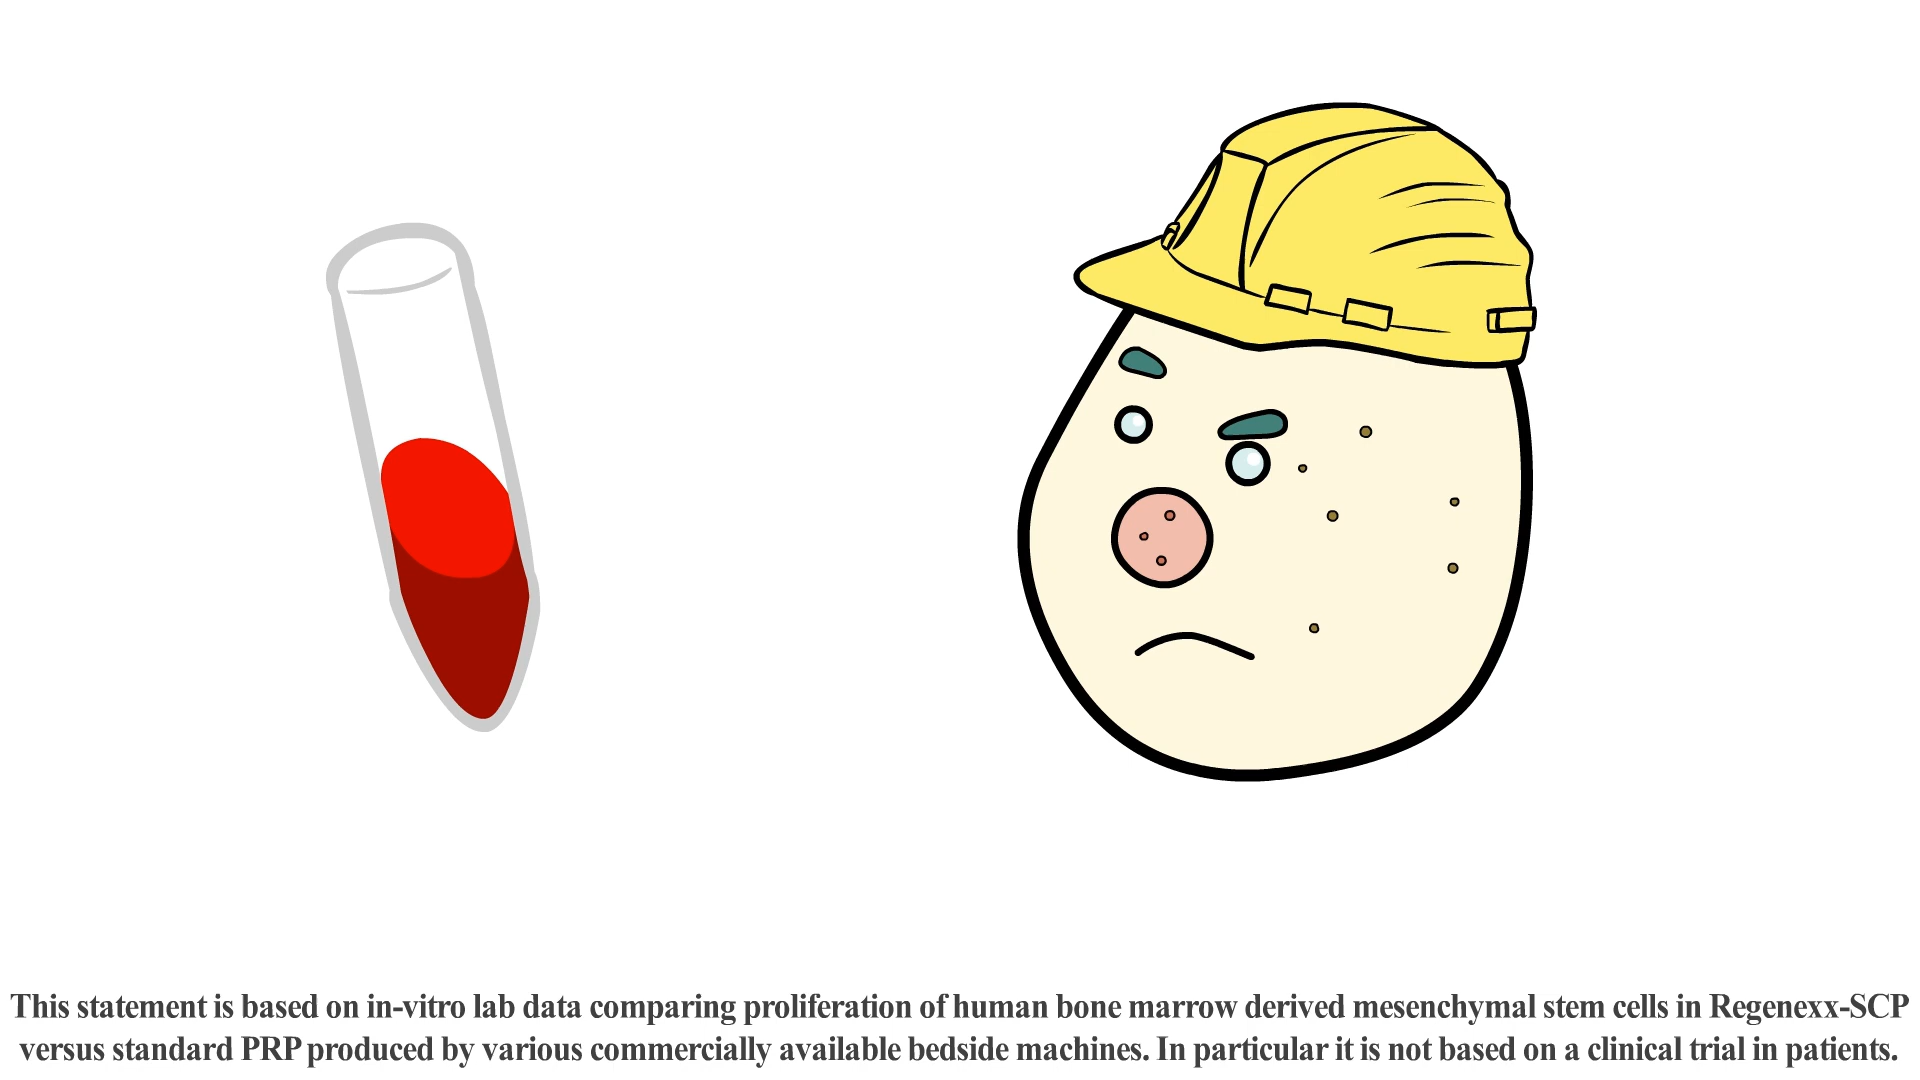 This statement is based on in-vitro lab data comparing proliferation of human bone marrow derived mesenchymal stem cells in Regenexx-SCP
versus standard PRP produced by various commercially available bedside machines. In particular it is not based on a clinical trial in patients.